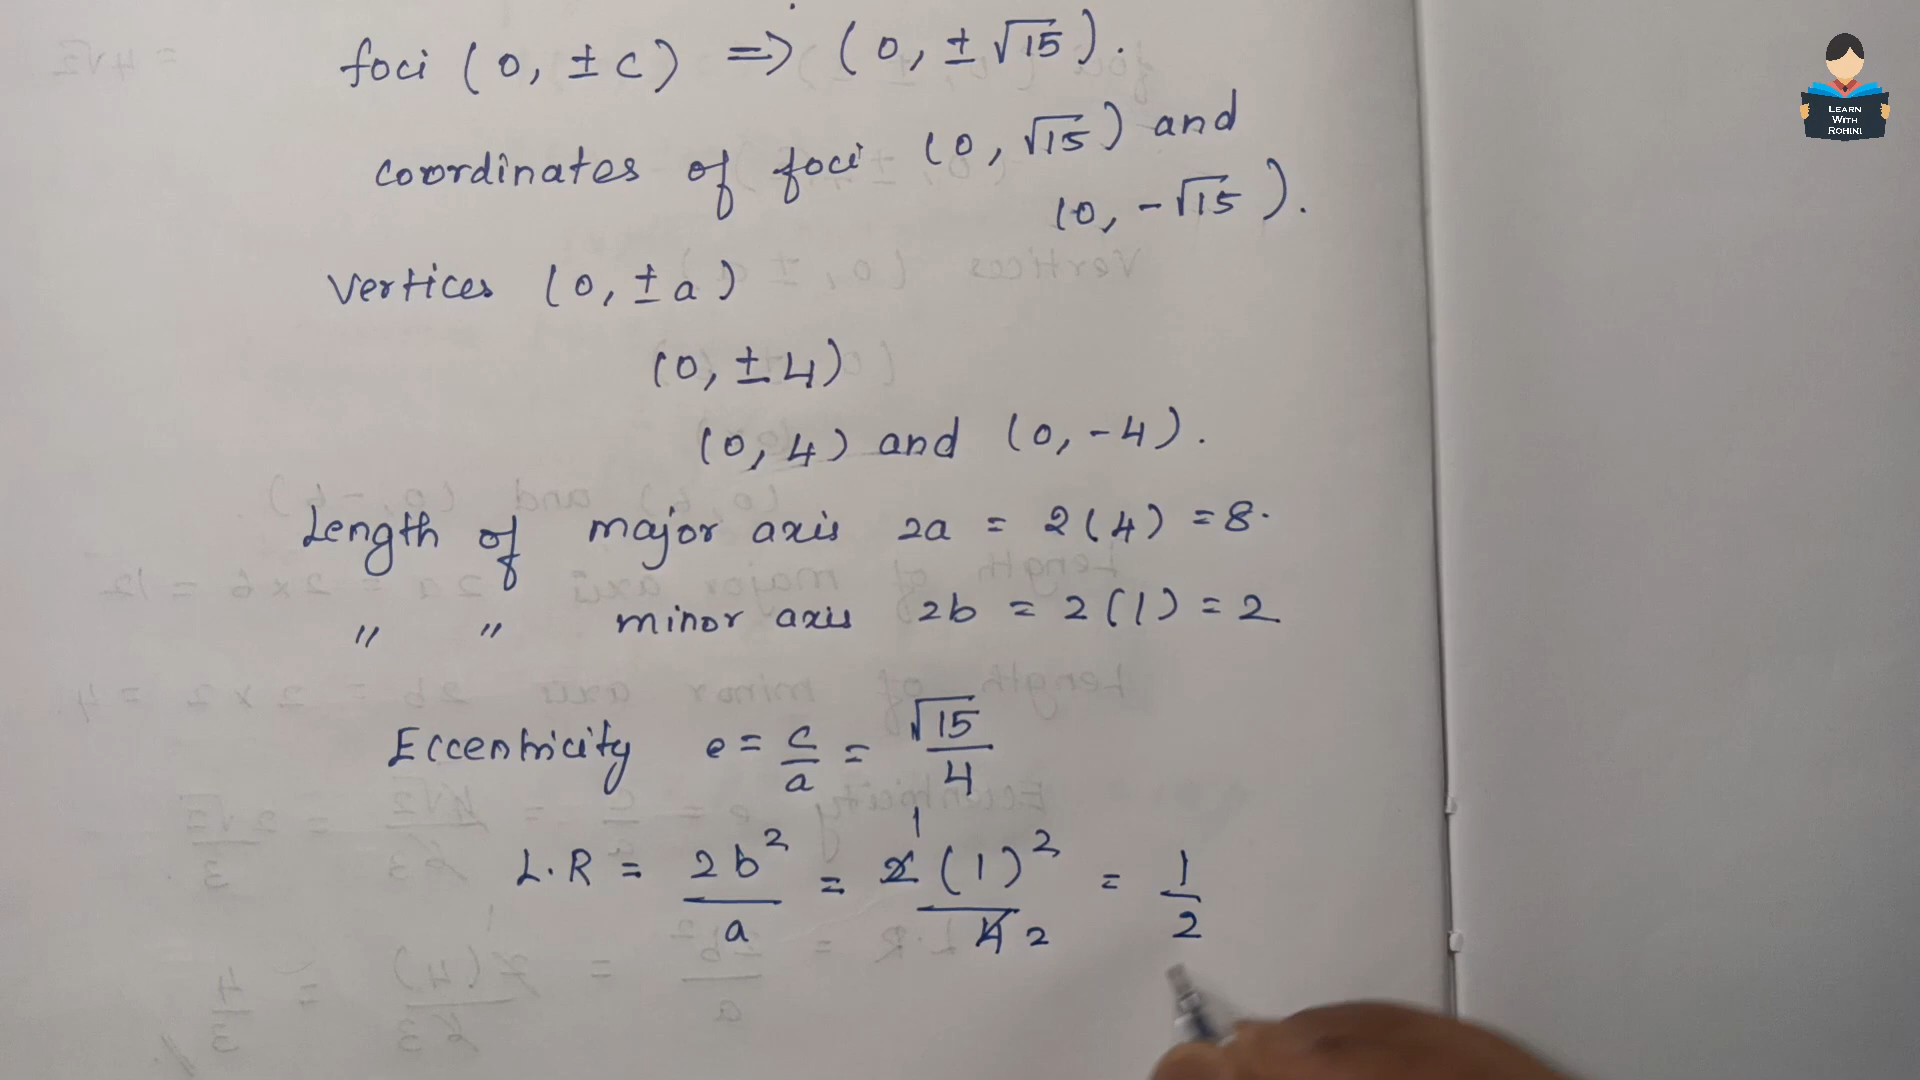 foci (0, ± c) => (0, ± √15).
coordinates of foci (0, √15) and
(0, -√15).
Vertices (0, ± a)
(0, ± 4)
(0, 4) and (0, -4).
Length of major axis 2a = 2(4) = 8.
" " minor axis 2b = 2(1) = 2
Eccentricity e = c/a = √15/4
L.R = 2b²/a = 2(1)²/4 = 1/2
1
2
LEARN
WITH
ROHINI